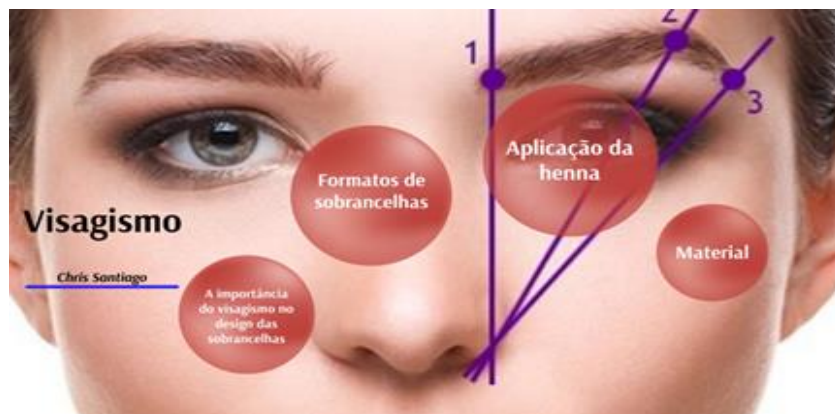 2
1
3
Aplicação da
henna
Formatos de
sobrancelhas
Visagismo
Material
Chris Santiago
A importância
do visagismo no
design das
sobrancelhas